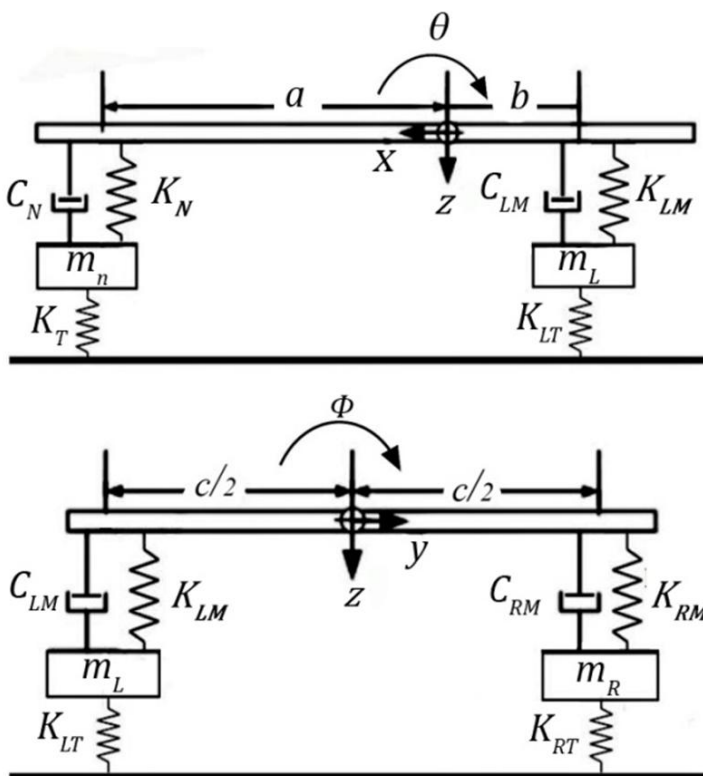 θ
a b
x
z
C_N K_N C_LM K_LM
m_n m_L
K_T K_LT
Φ
c/2 c/2
y
z
C_LM K_LM C_RM K_RM
m_L m_R
K_LT K_RT